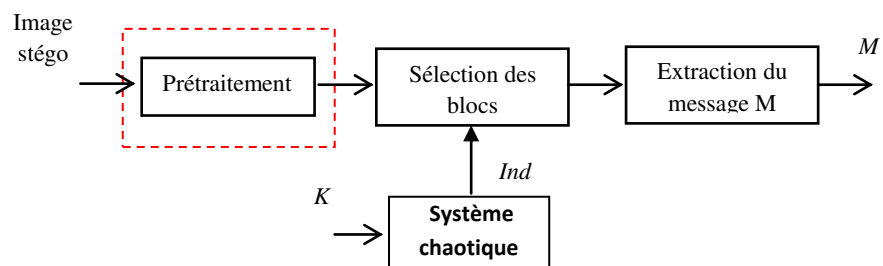 Image
stégo
Prétraitement
Sélection des
blocs
Extraction du
message M
M
Ind
K
Système
chaotique